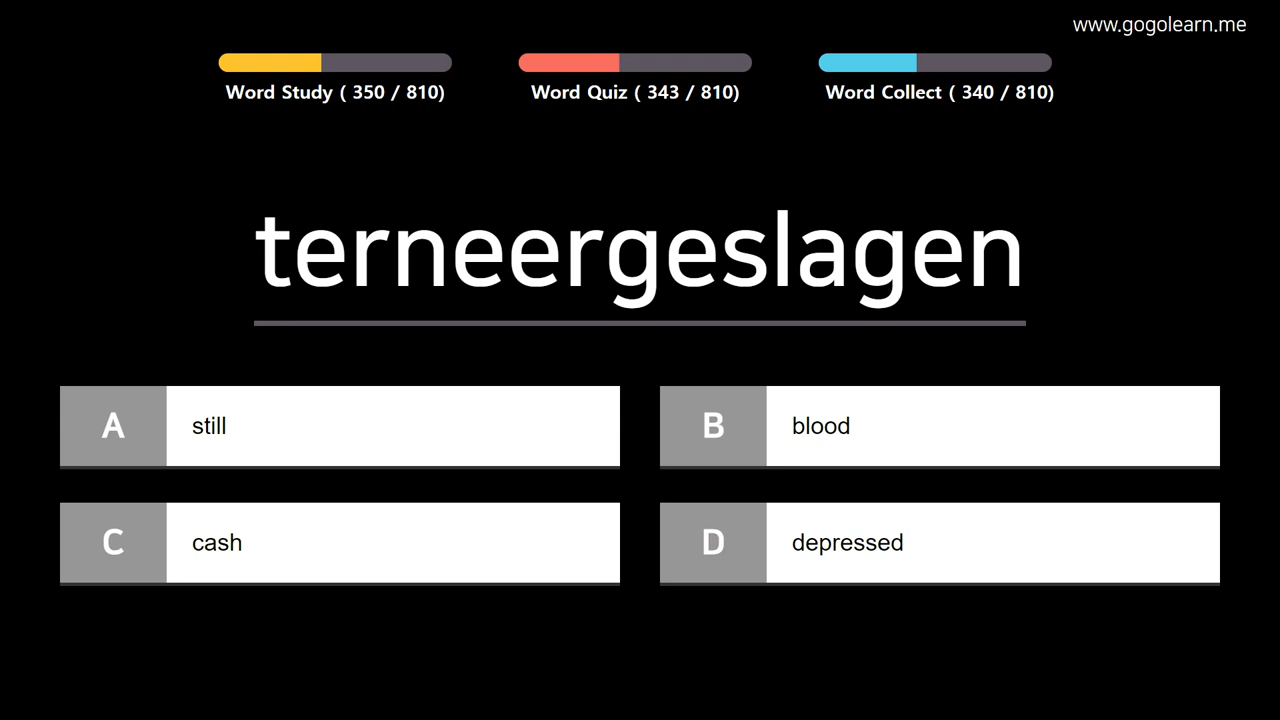 www.gogolearn.me
Word Study ( 350 / 810)
Word Quiz ( 343 / 810)
Word Collect ( 340 / 810)
terneergeslagen
A still
B blood
C cash
D depressed